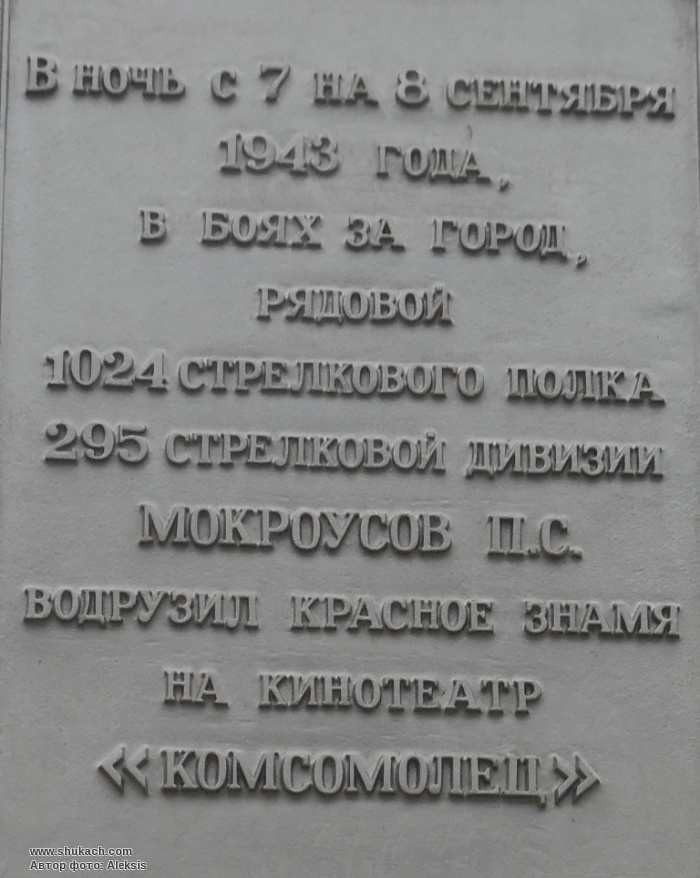 В НОЧЬ С 7 НА 8 СЕНТЯБРЯ
1943 ГОДА,
В БОЯХ ЗА ГОРОД,
РЯДОВОЙ
1024 СТРЕЛКОВОГО ПОЛКА
295 СТРЕЛКОВОЙ ДИВИЗИИ
МОКРОУСОВ П.С.
ВОДРУЗИЛ КРАСНОЕ ЗНАМЯ
НА КИНОТЕАТР
«КОМСОМОЛЕЦ»
www.shukach.com
Автор фото: Aleksis